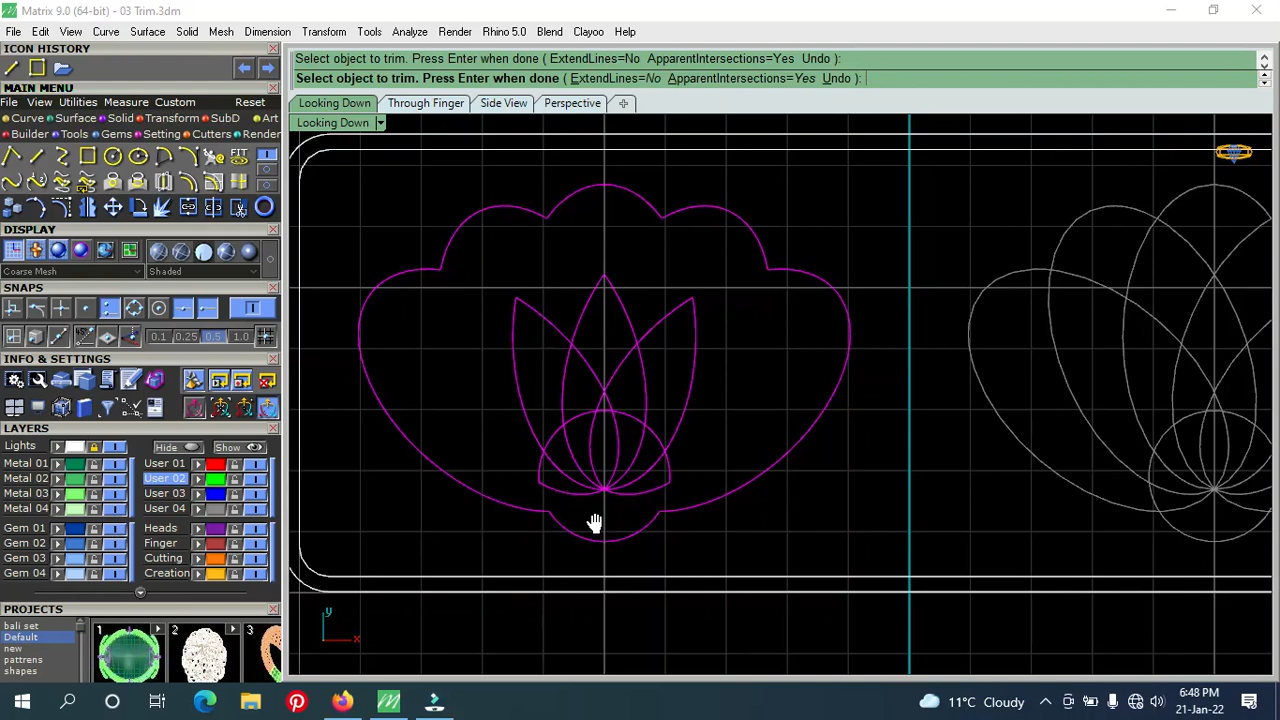 Matrix 9.0 (64-bit) - 03 Trim.3dm
File Edit View Curve Surface Solid Mesh Dimension Transform Tools Analyze Render Rhino 5.0 Blend Clayoo Help
ICON HISTORY
Select object to trim. Press Enter when done ( ExtendLines=No ApparentIntersections=Yes Undo ):
Select object to trim. Press Enter when done ( ExtendLines=No ApparentIntersections=Yes Undo ):
MAIN MENU
File View Utilities Measure Custom Reset
Curve Surface Solid Transform SubD Art
Builder Tools Gems Setting Cutters Render
Looking Down Through Finger Side View Perspective
Looking Down
FIT
DISPLAY
Coarse Mesh Shaded
SNAPS
0.1 0.25 0.5 1.0
INFO & SETTINGS
LAYERS
Lights Hide Show
Metal 01 User 01
Metal 02 User 02
Metal 03 User 03
Metal 04 User 04
Gem 01 Heads
Gem 02 Finger
Gem 03 Cutting
Gem 04 Creation
PROJECTS
bali set
Default
new
pattrens
shapes
1 2 3
y
x
11°C Cloudy
6:48 PM
21-Jan-22